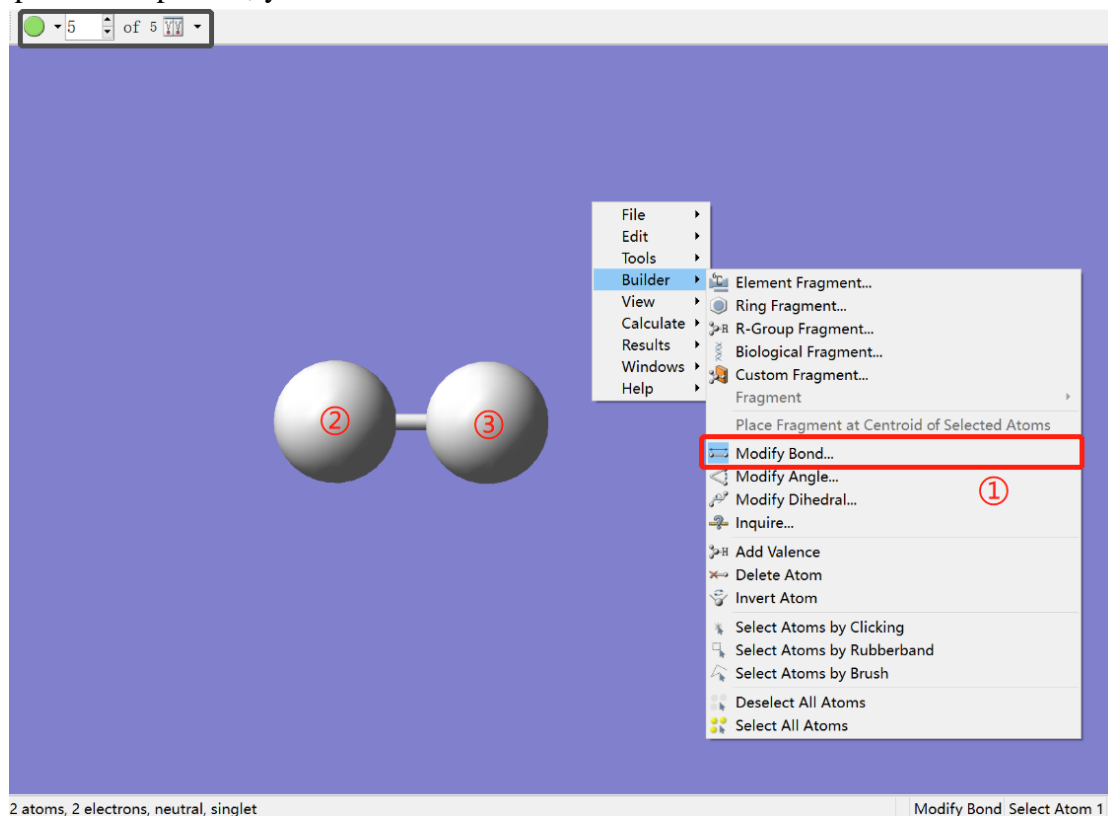 5 of 5
File
Edit
Tools
Builder
View
Calculate
Results
Windows
Help
Element Fragment...
Ring Fragment...
R-Group Fragment...
Biological Fragment...
Custom Fragment...
Fragment
Place Fragment at Centroid of Selected Atoms
Modify Bond...
①
Modify Angle...
Modify Dihedral...
Inquire...
Add Valence
Delete Atom
Invert Atom
Select Atoms by Clicking
Select Atoms by Rubberband
Select Atoms by Brush
Deselect All Atoms
Select All Atoms
② ③
2 atoms, 2 electrons, neutral, singlet
Modify Bond Select Atom 1